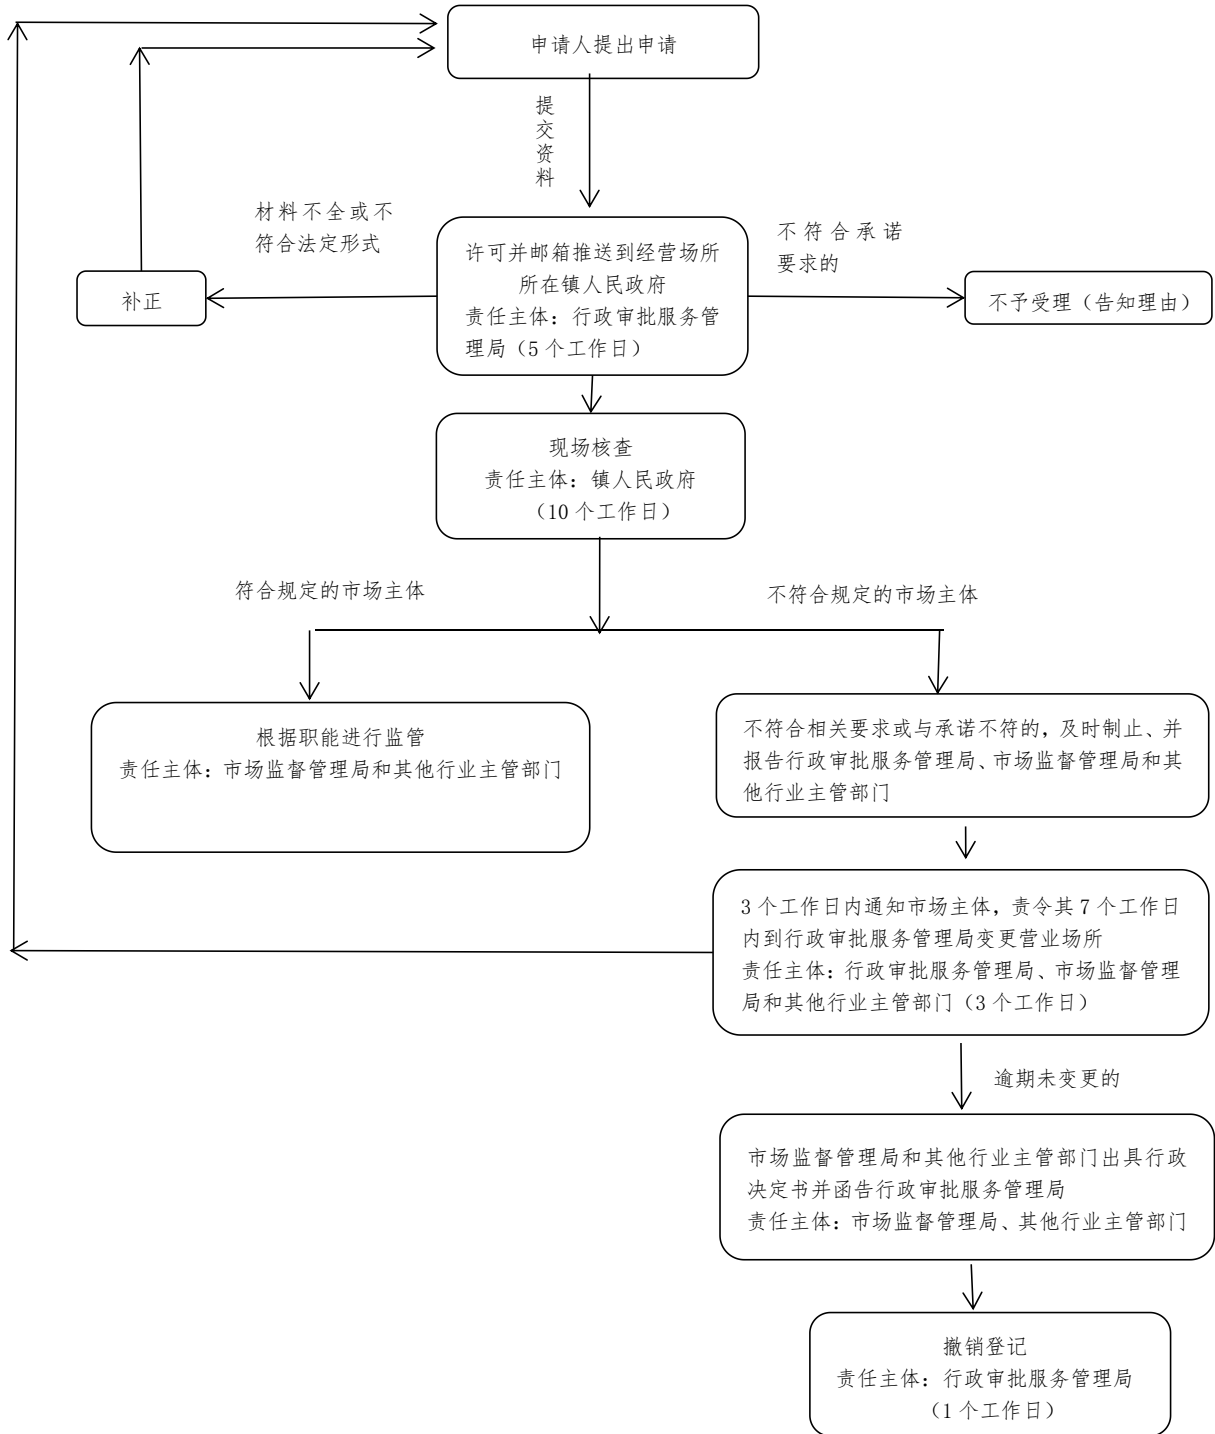 申请人提出申请
提
交
资
料
材料不全或不
符合法定形式
不符合承诺
要求的
许可并邮箱推送到经营场所
所在镇人民政府
责任主体：行政审批服务管
理局（5 个工作日）
补正
不予受理（告知理由）
现场核查
责任主体：镇人民政府
（10 个工作日）
符合规定的市场主体
不符合规定的市场主体
根据职能进行监管
责任主体：市场监督管理局和其他行业主管部门
不符合相关要求或与承诺不符的，及时制止、并
报告行政审批服务管理局、市场监督管理局和其
他行业主管部门
3 个工作日内通知市场主体，责令其 7 个工作日
内到行政审批服务管理局变更营业场所
责任主体：行政审批服务管理局、市场监督管理
局和其他行业主管部门（3 个工作日）
逾期未变更的
市场监督管理局和其他行业主管部门出具行政
决定书并函告行政审批服务管理局
责任主体：市场监督管理局、其他行业主管部门
撤销登记
责任主体：行政审批服务管理局
（1 个工作日）